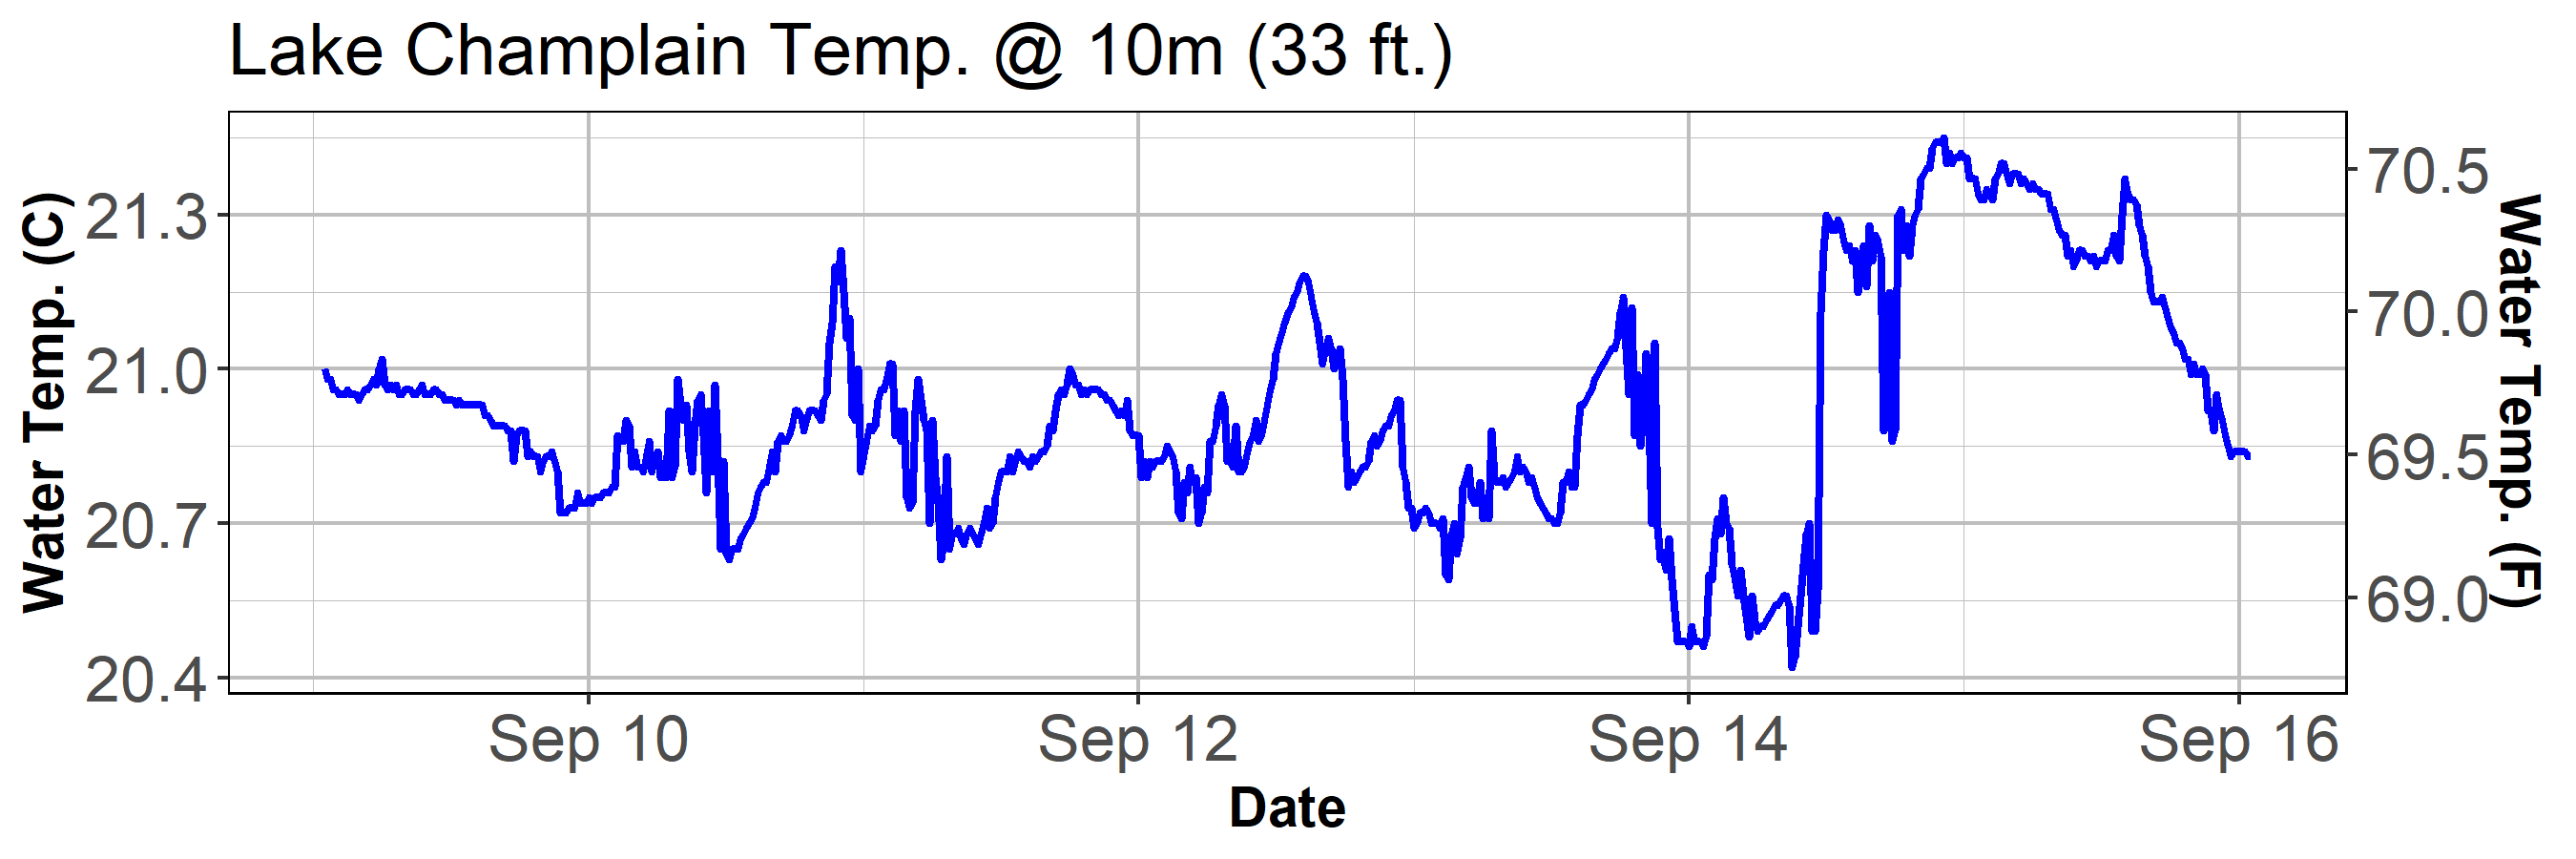 Lake Champlain Temp. @ 10m (33 ft.)
Water Temp. (C)
21.3
21.0
20.7
20.4
70.5
70.0
69.5
69.0
Water Temp. (F)
Sep 10
Sep 12
Sep 14
Sep 16
Date